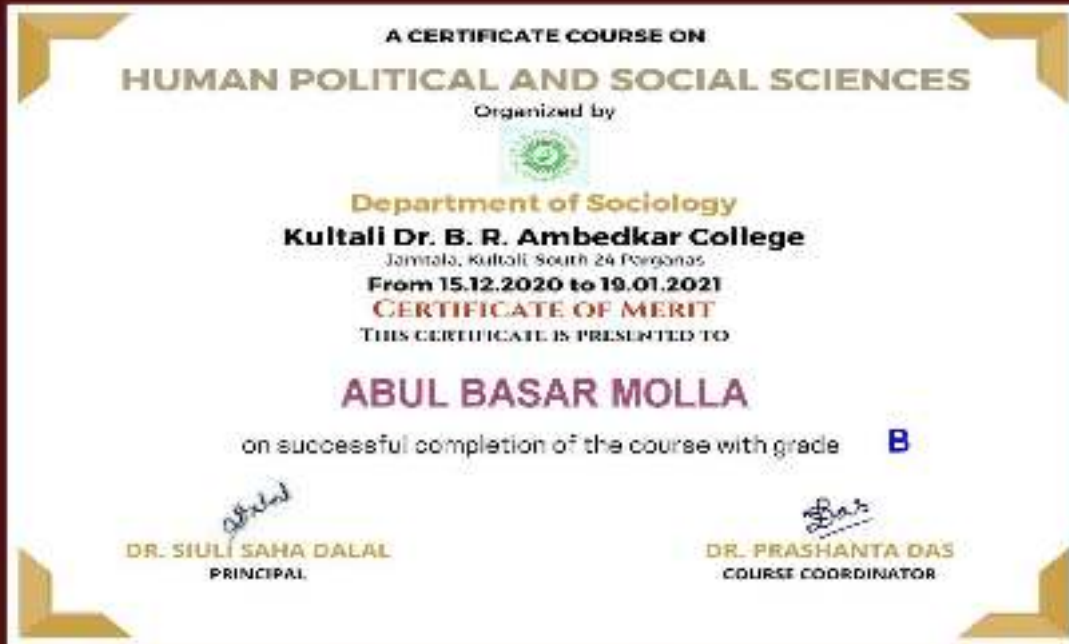 A CERTIFICATE COURSE ON
HUMAN POLITICAL AND SOCIAL SCIENCES
Organized by
Department of Sociology
Kultali Dr. B. R. Ambedkar College
Jamtala, Kultali, South 24 Parganas
From 15.12.2020 to 19.01.2021
CERTIFICATE OF MERIT
THIS CERTIFICATE IS PRESENTED TO
ABUL BASAR MOLLA
on successful completion of the course with grade B
DR. SIULI SAHA DALAL
PRINCIPAL
Das
DR. PRASHANTA DAS
COURSE COORDINATOR